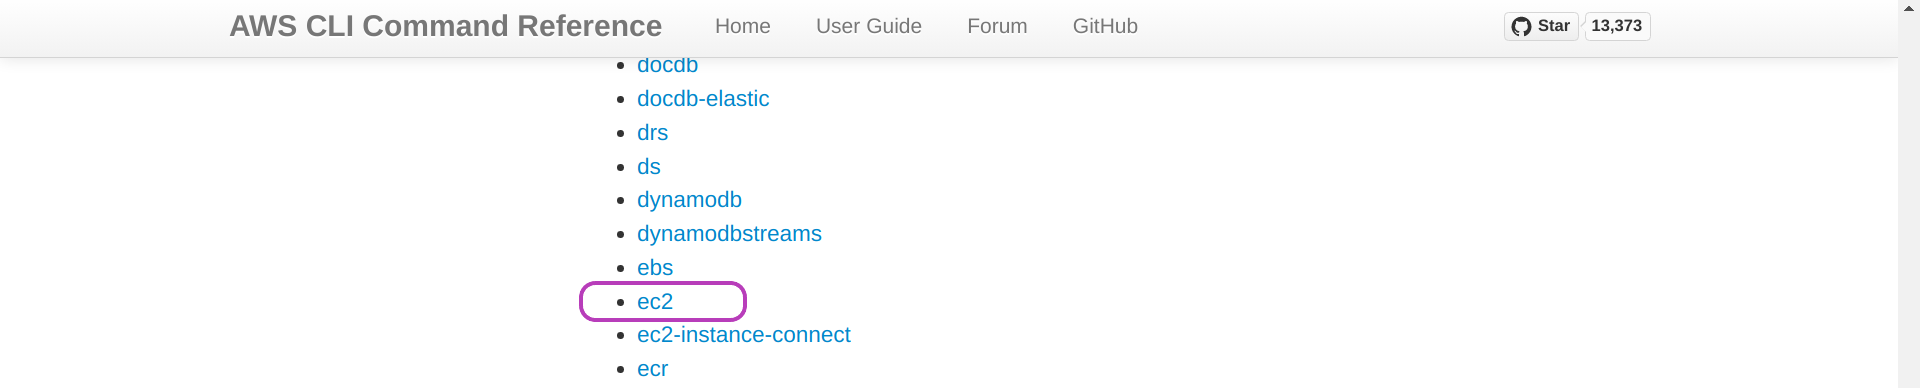 AWS CLI Command Reference Home User Guide Forum GitHub Star 13,373
docdb
docdb-elastic
drs
ds
dynamodb
dynamodbstreams
ebs
ec2
ec2-instance-connect
ecr